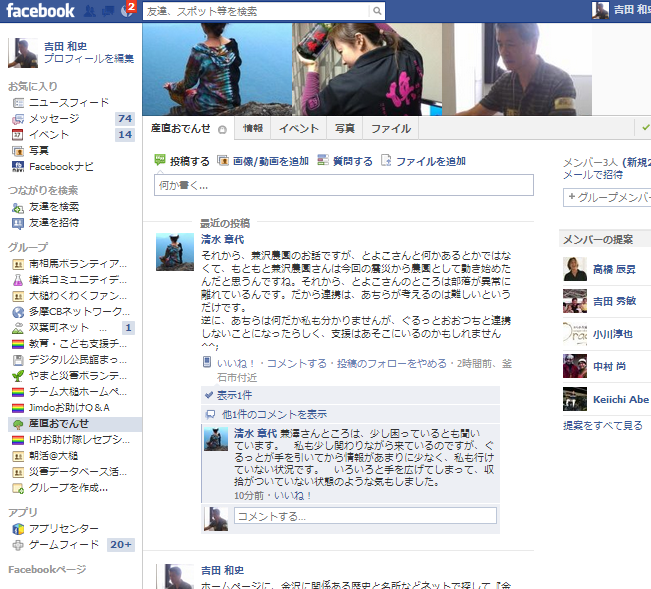 facebook
2
友達、スポット等を検索
吉田 和史
吉田 和史
プロフィールを編集
お気に入り
ニュースフィード
メッセージ 74
イベント 14
写真
Facebookナビ
つながりを検索
友達を検索
友達を招待
グループ
南相馬ボランティア...
横浜コミュニティデ...
大槌わくわくファン...
多摩CBネットワーク...
双葉町ネット ... 1
教育・こども支援チ...
デジタル公民館まっ...
やまと災害ボランテ...
チーム大槌ホームペ...
Jimdoお助けQ＆A
産直おでんせ
HPお助け隊レセプシ...
朝活@大槌
災害データベース活...
グループを作成...
アプリ
アプリセンター
ゲームフィード 20+
Facebookページ
産直おでんせ
情報
イベント
写真
ファイル
投稿する
画像/動画を追加
質問する
ファイルを追加
何か書く...
最近の投稿
清水 章代
それから、兼沢農園のお話ですが、とよこさんと何かあるとかではな
くて、もともと兼沢農園さんは今回の震災から農園として動き始めた
んだと思うんですね。それから、とよこさんのところは部落が異常に
離れているんです。だから連携は、あちらが考えるのは難しいという
だけです。
逆に、あちらは何だか私も分かりませんが、ぐるっとおおつちと連携
しないことになったらしく、支援はあそこにいるのかもしれません
^^;
いいね！・コメントする・投稿のフォローをやめる・2時間前、釜
石市付近
表示1件
他1件のコメントを表示
清水 章代 兼澤さんところは、少し困っているとも聞い
ています。 私も少し関わりながら来ているのですが、ぐ
るっとが手を引いてから情報があまりに少なく、私も行け
ていない状況です。 いろいろと手を広げてしまって、収
拾がついていない状態のような気もしました。
10分前・いいね！
コメントする...
吉田 和史
ホームページに、金沢に関係ある歴史と名所などネットで探して『金
メンバー3人 (新規2
メールで招待
+ グループメンバー
メンバーの提案
高橋 辰昇
吉田 秀敏
小川淳也
中村 尚
Keiichi Abe
提案をすべて見る